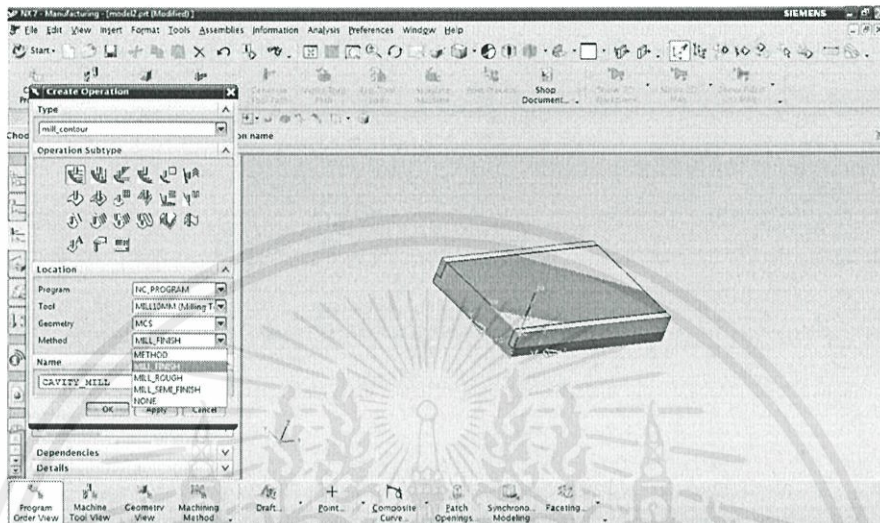 NX 7 - Manufacturing - [model2.prt (Modified) ]
SIEMENS
File Edit View Insert Format Tools Assemblies Information Analysis Preferences Window Help
Start
Shop
Document...
Create Operation
Type
mill_contour
on name
Operation Subtype
Location
Program NC_PROGRAM
Tool MILL10MM (Milling T
Geometry MCS
Method MILL_FINISH
METHOD
MILL_FINISH
MILL_ROUGH
MILL_SEMI_FINISH
NONE
Name
CAVITY_MILL
OK Apply Cancel
Dependencies
Details
Program
Order View
Machine
Tool View
Geometry
View
Machining
Method
Draft...
Point...
Composite
Curve...
Patch
Openings...
Synchrono...
Modeling
Faceting...